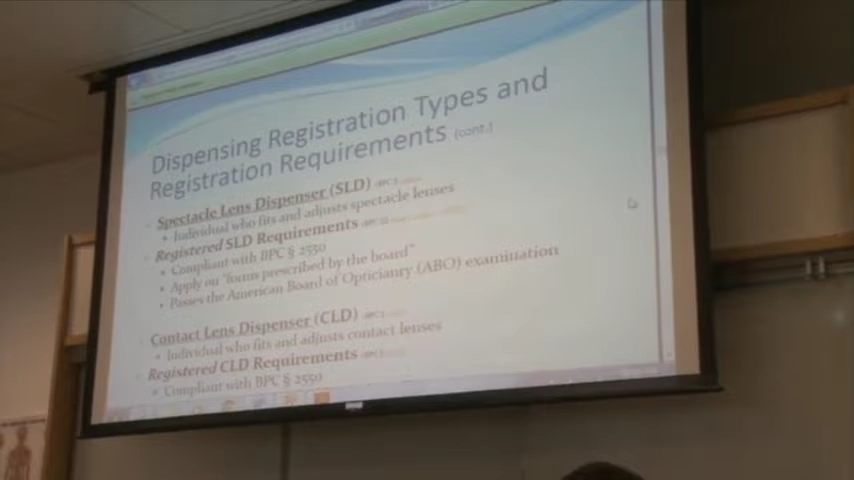 Dispensing Registration Types and
Registration Requirements (cont.)
Spectacle Lens Dispenser (SLD)
Individual who fits and adjusts spectacle lenses
Registered SLD Requirements
Compliant with BPC § 2550
Apply on "forms prescribed by the board"
Passes the American Board of Opticianry (ABO) examination
Contact Lens Dispenser (CLD)
Individual who fits and adjusts contact lenses
Registered CLD Requirements
Compliant with BPC § 2550